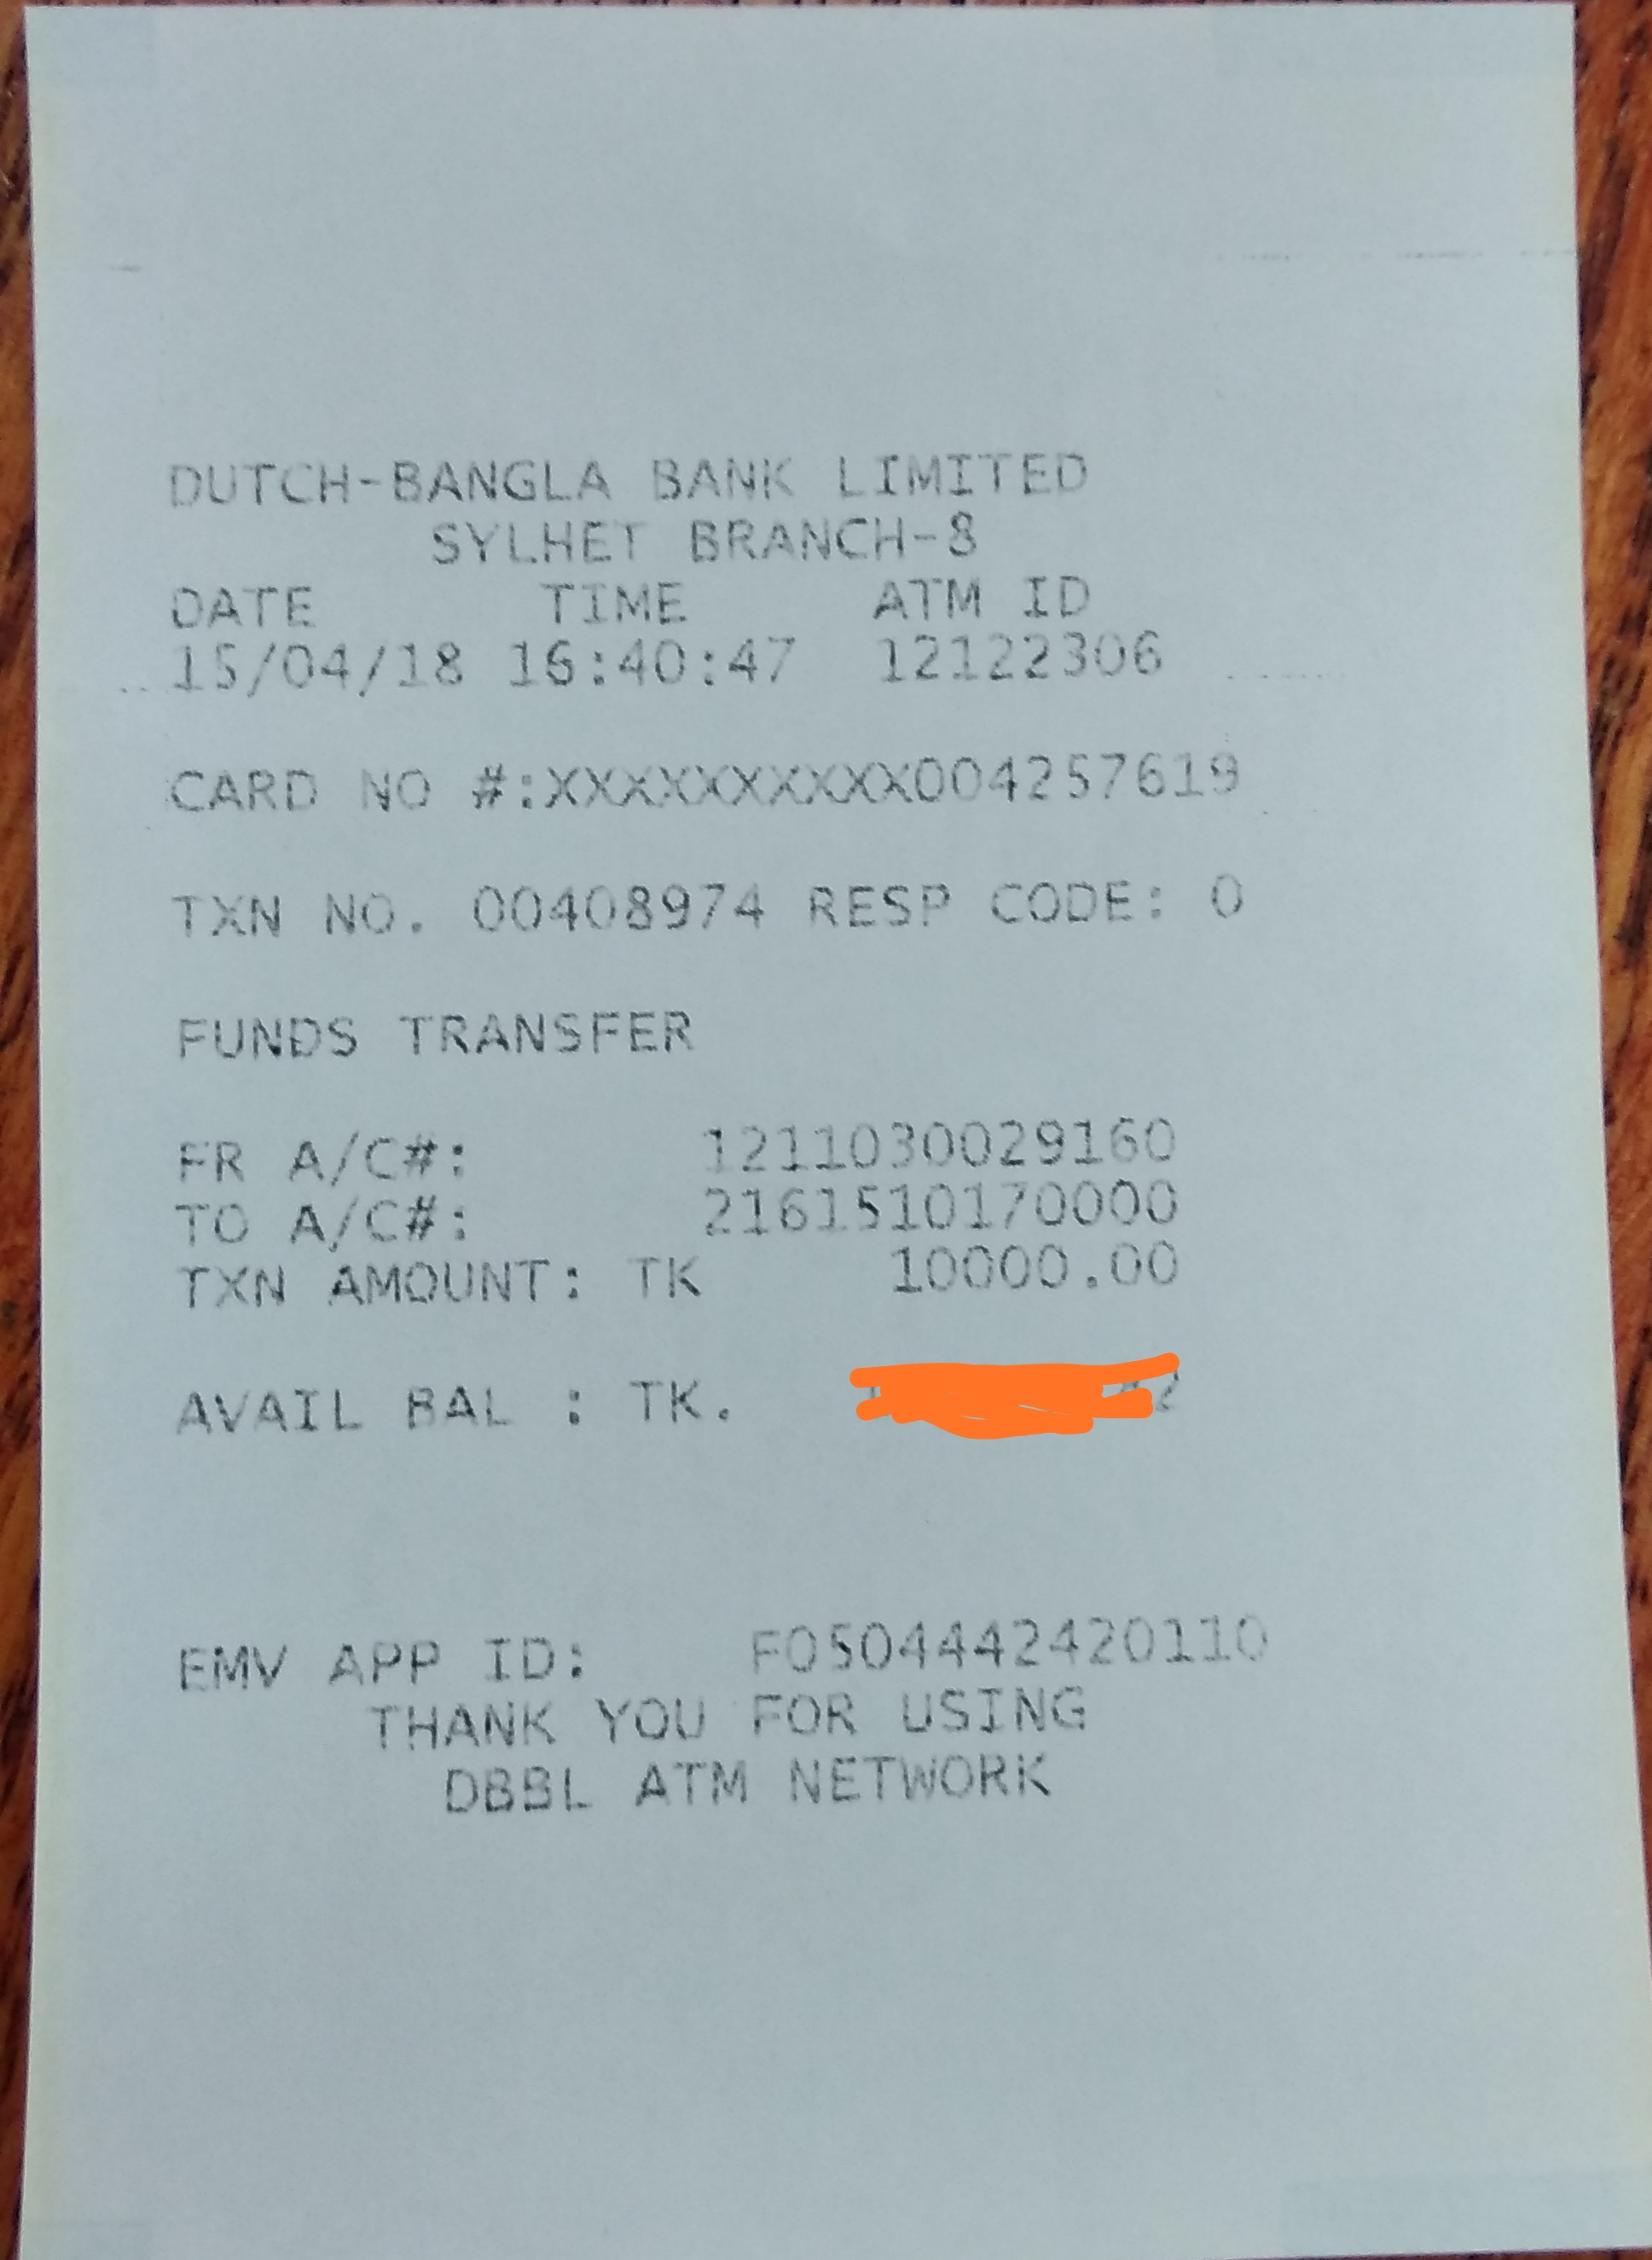 DUTCH-BANGLA BANK LIMITED
SYLHET BRANCH-8
DATE TIME ATM ID
15/04/18 16:40:47 12122306
CARD NO #:XXXXXXXXXX004257619
TXN NO. 00408974 RESP CODE: 0
FUNDS TRANSFER
FR A/C#: 1211030029160
TO A/C#: 2161510170000
TXN AMOUNT: TK 10000.00
AVAIL BAL : TK.
EMV APP ID: F0504442420110
THANK YOU FOR USING
DBBL ATM NETWORK